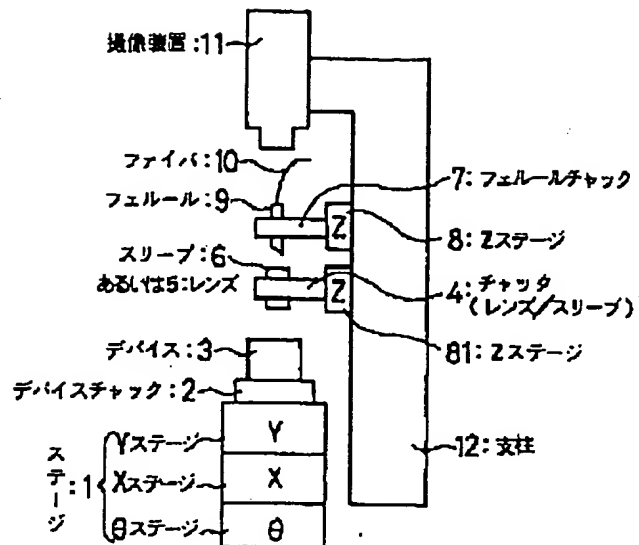 撮像装置:11
ファイバ:10
7:フェルールチャック
フェルール:9
Z
8:Zステージ
スリーブ:6
あるいは5:レンズ
Z
4:チャッタ
(レンズ/スリーブ)
デバイス:3
81:Zステージ
デバイスチャック:2
Yステージ
Y
12:支柱
ステージ:1
Xステージ
X
θステージ
θ